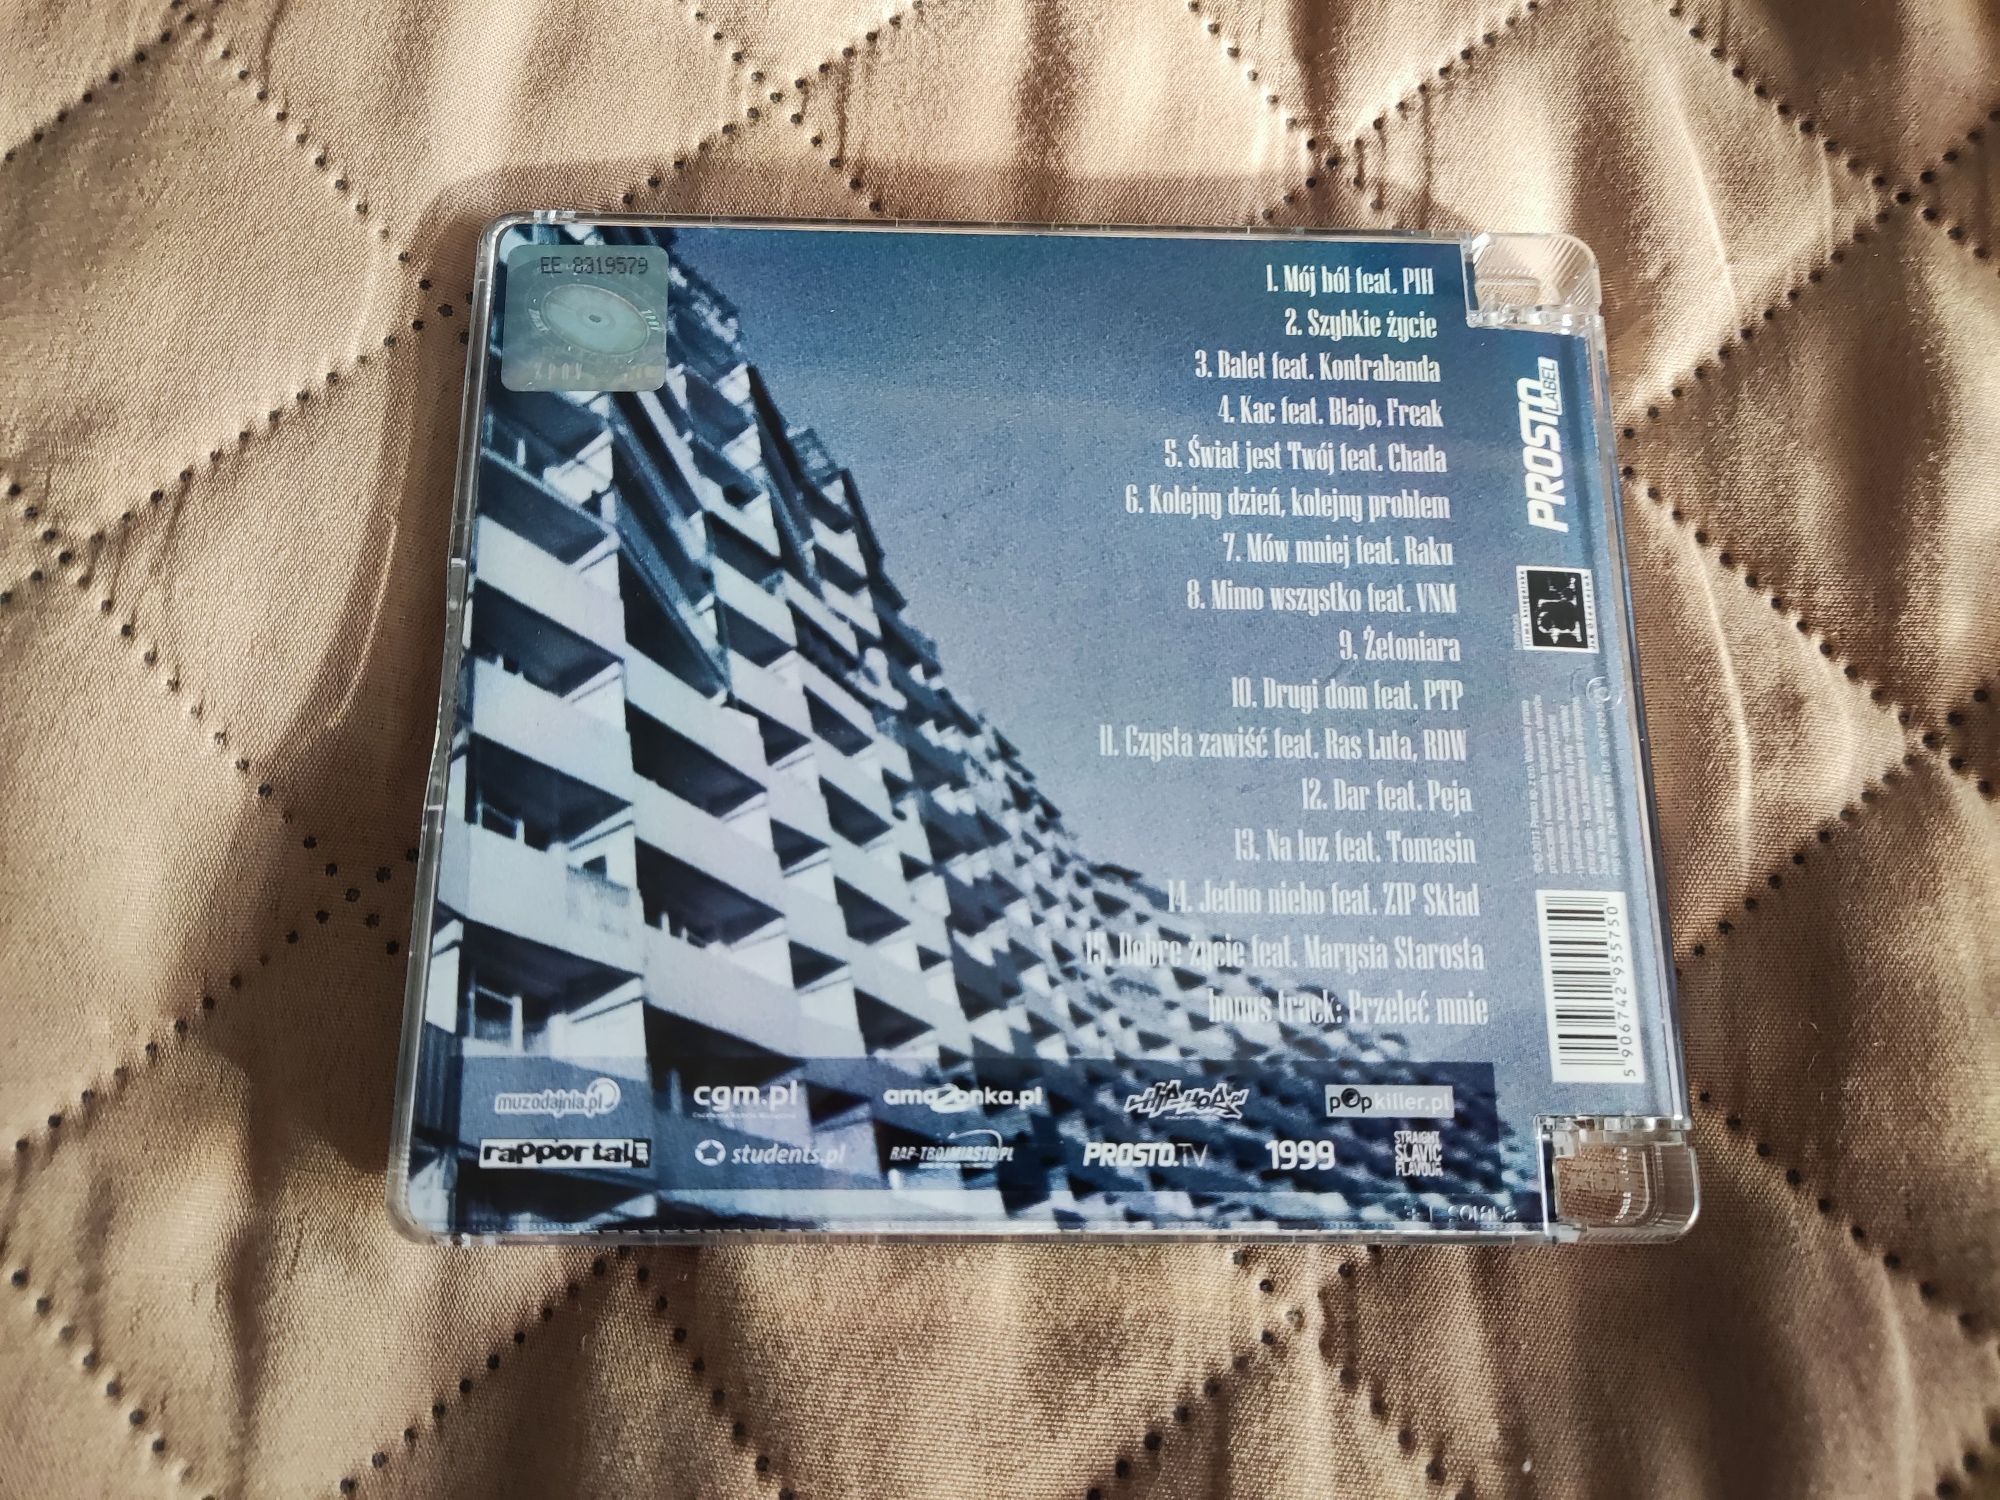 EE 8319579
1. Mój ból feat. PIH
2. Szybkie życie
3. Balet feat. Kontrabanda
4. Kac feat. Blajo, Freak
5. Świat jest Twój feat. Chada
6. Kolejny dzień, kolejny problem
7. Mów mniej feat. Raku
8. Mimo wszystko feat. VNM
9. Żetoniara
10. Drugi dom feat. PTP
11. Czysta zawiść feat. Ras Luta, RDW
12. Dar feat. Peja
13. Na luz feat. Tomasin
14. Jedno niebo feat. ZIP Skład
15. Dobre życie feat. Marysia Starosta
bonus track: Przeleć mnie
PROSTO
LABEL
5 906742 955750
muzodajnia.pl
cgm.pl
amaZonka.pl
popkiller.pl
rapportal
students.pl
RAP-TROJMIASTO.PL
PROSTO.TV
1999
STRAIGHT
SLAVIC
FLAVOUR